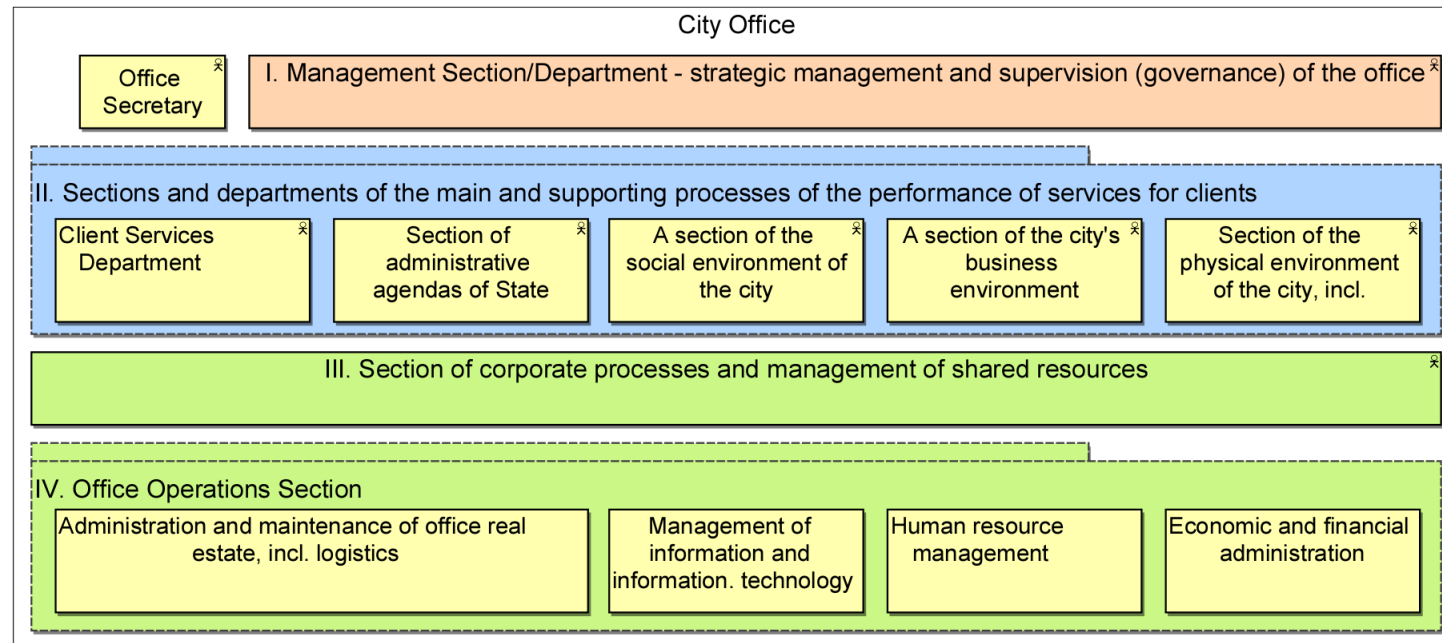 City Office
Office
Secretary
I. Management Section/Department - strategic management and supervision (governance) of the office
II. Sections and departments of the main and supporting processes of the performance of services for clients
Client Services
Department
Section of
administrative
agendas of State
A section of the
social environment of
the city
A section of the city's
business
environment
Section of the
physical environment
of the city, incl.
III. Section of corporate processes and management of shared resources
IV. Office Operations Section
Administration and maintenance of office real
estate, incl. logistics
Management of
information and
information. technology
Human resource
management
Economic and financial
administration